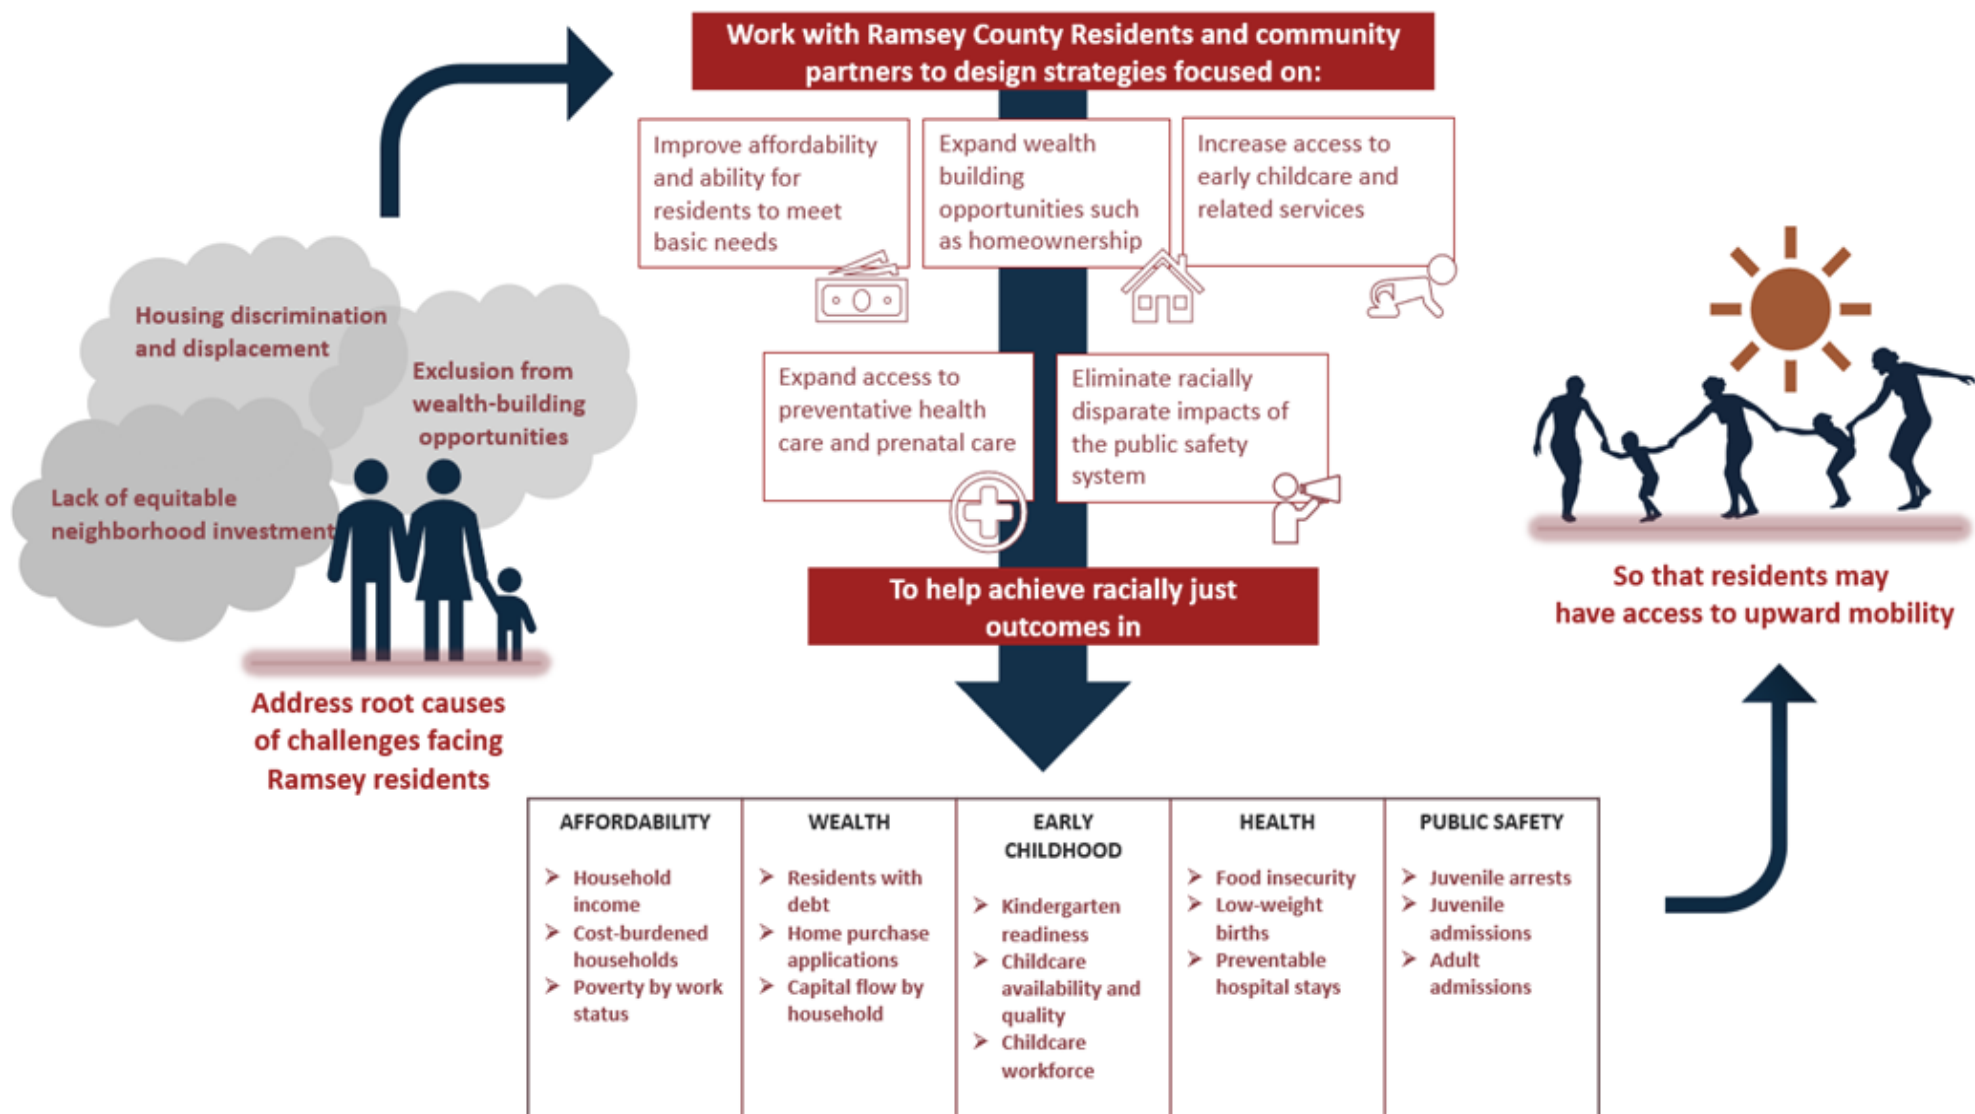 Work with Ramsey County Residents and community
partners to design strategies focused on:
Improve affordability
and ability for
residents to meet
basic needs
Expand wealth
building
opportunities such
as homeownership
Increase access to
early childcare and
related services
Housing discrimination
and displacement
Exclusion from
wealth-building
opportunities
Lack of equitable
neighborhood investment
Expand access to
preventative health
care and prenatal care
Eliminate racially
disparate impacts of
the public safety
system
Address root causes
of challenges facing
Ramsey residents
To help achieve racially just
outcomes in
So that residents may
have access to upward mobility
AFFORDABILITY
➢ Household
income
➢ Cost-burdened
households
➢ Poverty by work
status
WEALTH
➢ Residents with
debt
➢ Home purchase
applications
➢ Capital flow by
household
EARLY
CHILDHOOD
➢ Kindergarten
readiness
➢ Childcare
availability and
quality
➢ Childcare
workforce
HEALTH
➢ Food insecurity
➢ Low-weight
births
➢ Preventable
hospital stays
PUBLIC SAFETY
➢ Juvenile arrests
➢ Juvenile
admissions
➢ Adult
admissions